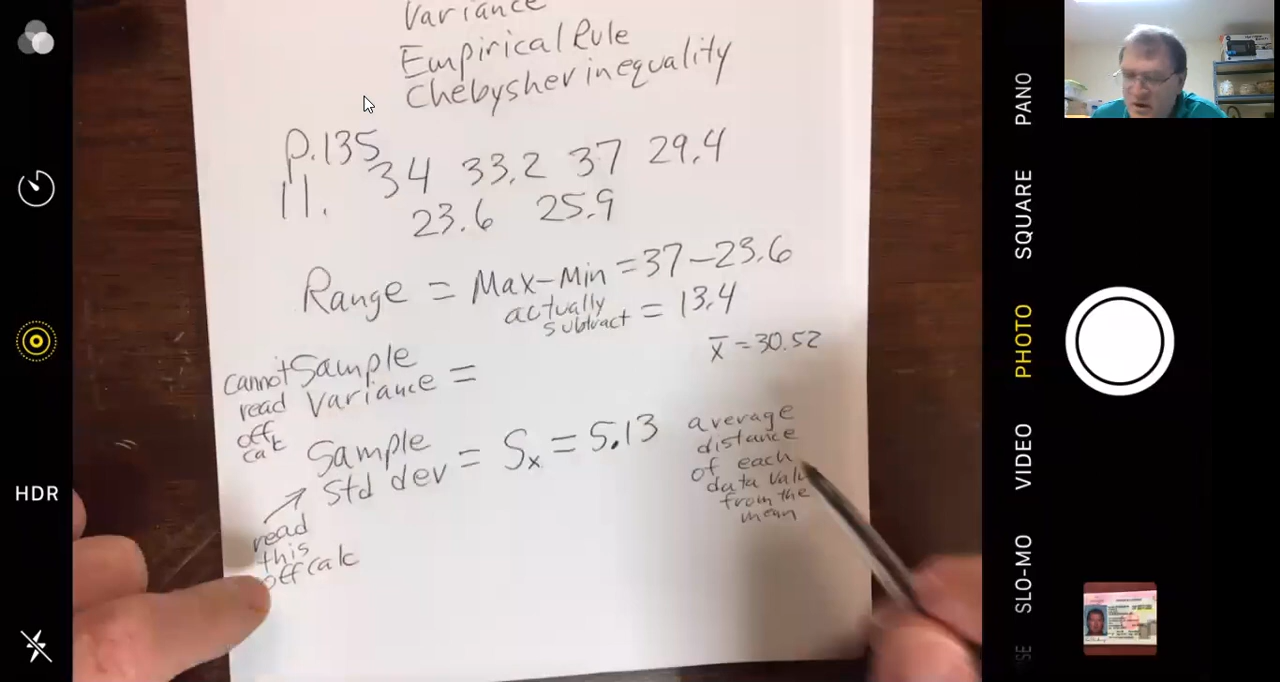 Variance
Empirical Rule
Chebyshev inequality
p.135
11. 34 33.2 37 29.4
23.6 25.9
Range = Max-Min = 37-23.6
actually
subtract = 13.4
x̄ = 30.52
cannot
read
off
calc
Sample
Variance =
Sample
Std dev = Sx = 5.13
average
distance
of each
data valu
from the
mean
read
this
off calc
HDR
PANO
SQUARE
PHOTO
VIDEO
SLO-MO
SE